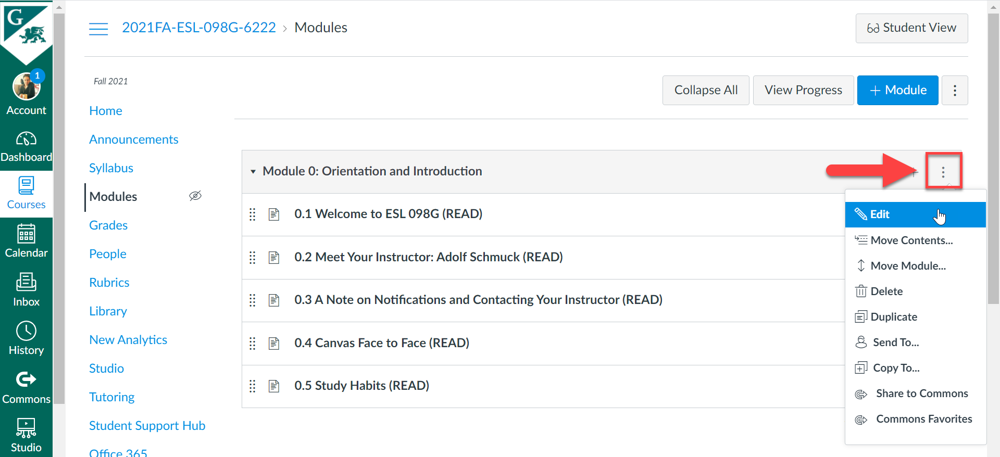 G
1
Account
Dashboard
Courses
Calendar
Inbox
History
Commons
Studio
2021FA-ESL-098G-6222 › Modules
Student View
Fall 2021
Home
Announcements
Syllabus
Modules
Grades
People
Rubrics
Library
New Analytics
Studio
Tutoring
Student Support Hub
Office 365
Collapse All
View Progress
+ Module
Module 0: Orientation and Introduction
0.1 Welcome to ESL 098G (READ)
0.2 Meet Your Instructor: Adolf Schmuck (READ)
0.3 A Note on Notifications and Contacting Your Instructor (READ)
0.4 Canvas Face to Face (READ)
0.5 Study Habits (READ)
Edit
Move Contents...
Move Module...
Delete
Duplicate
Send To...
Copy To...
Share to Commons
Commons Favorites